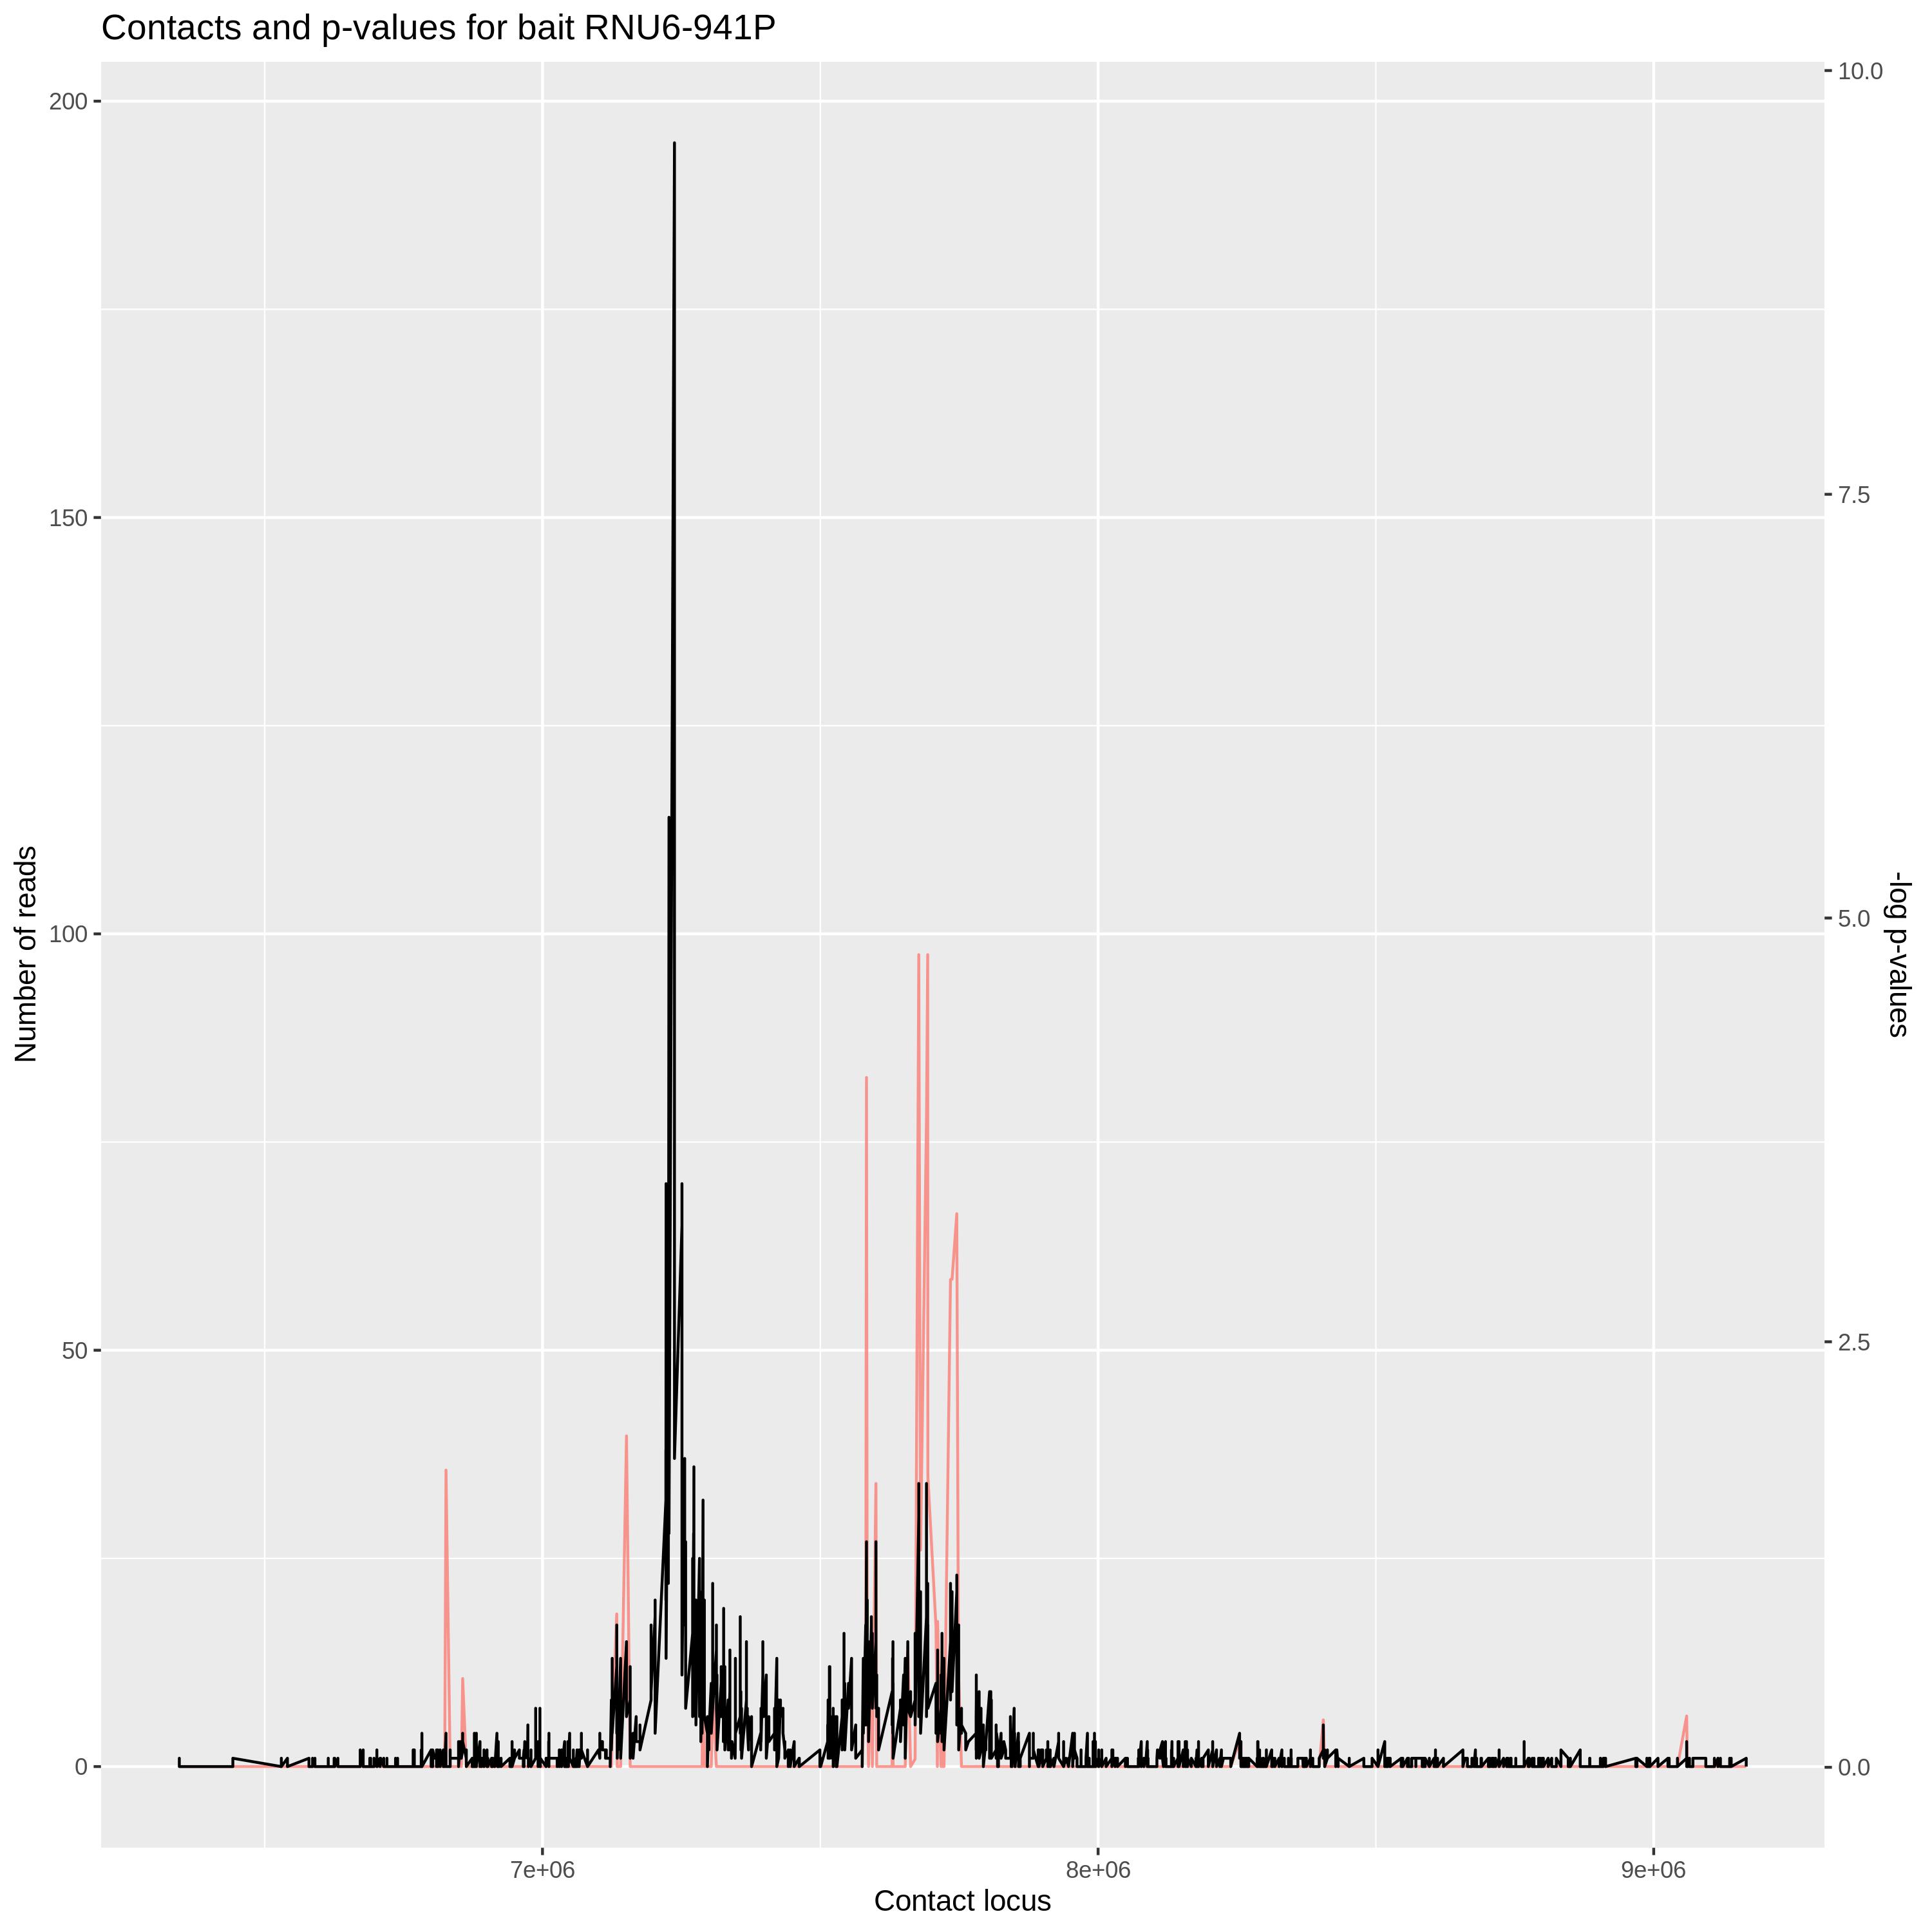 Contacts and p-values for bait RNU6-941P
200
150
100
50
0
Number of reads
10.0
7.5
5.0
2.5
0.0
-log p-values
7e+06
8e+06
9e+06
Contact locus